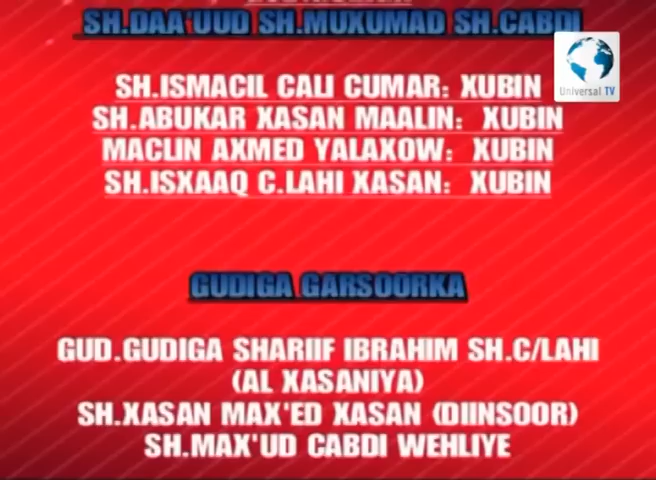 SH.DAA'UUD SH.MUXUMAD SH.CABDI
Universal TV
SH.ISMACIL CALI CUMAR: XUBIN
SH.ABUKAR XASAN MAALIN: XUBIN
MACLIN AXMED YALAXOW: XUBIN
SH.ISXAAQ C.LAHI XASAN: XUBIN
GUDIGA GARSOORKA
GUD.GUDIGA SHARIIF IBRAHIM SH.C/LAHI
(AL XASANIYA)
SH.XASAN MAX'ED XASAN (DIINSOOR)
SH.MAX'UD CABDI WEHLIYE